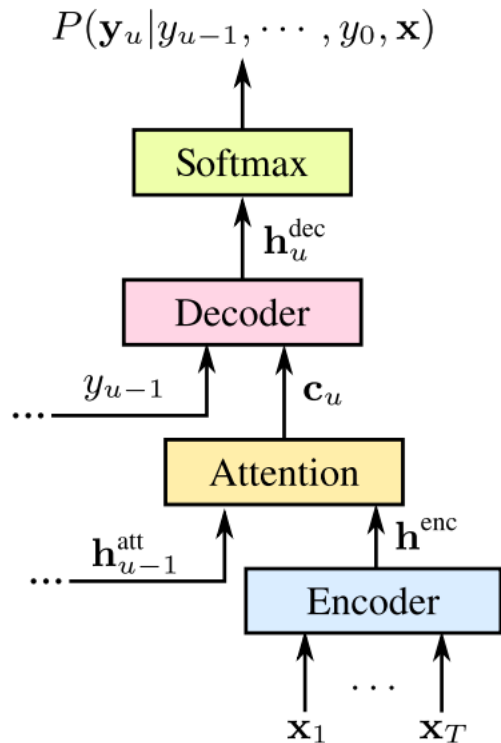 P(𝐲_u|y_{u−1}, ⋯ , y_0, 𝐱)
Softmax
𝐡_u^{dec}
Decoder
y_{u−1}
...
𝐜_u
Attention
𝐡_{u−1}^{att}
𝐡^{enc}
...
Encoder
⋯
𝐱_1 𝐱_T